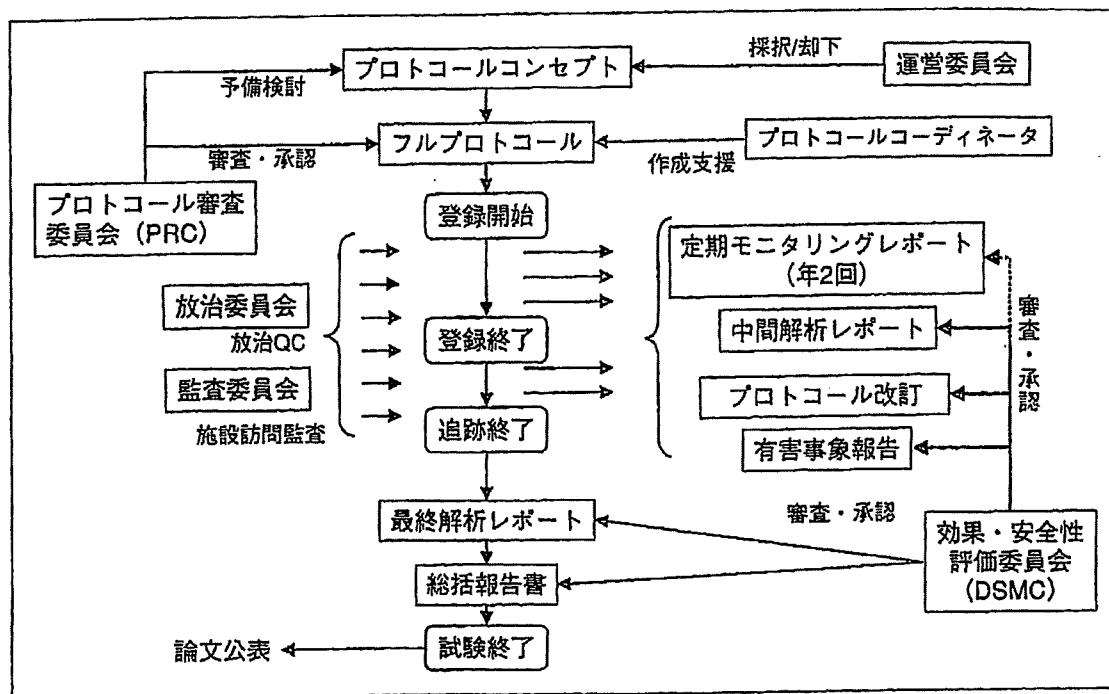 採択/却下
プロトコールコンセプト
運営委員会
予備検討
フルプロトコール
プロトコールコーディネータ
審査・承認
作成支援
プロトコール審査
委員会（PRC）
登録開始
定期モニタリングレポート
（年2回）
放治委員会
放治QC
登録終了
中間解析レポート
審査・承認
監査委員会
施設訪問監査
プロトコール改訂
追跡終了
有害事象報告
最終解析レポート
審査・承認
効果・安全性
評価委員会
（DSMC）
総括報告書
論文公表
試験終了